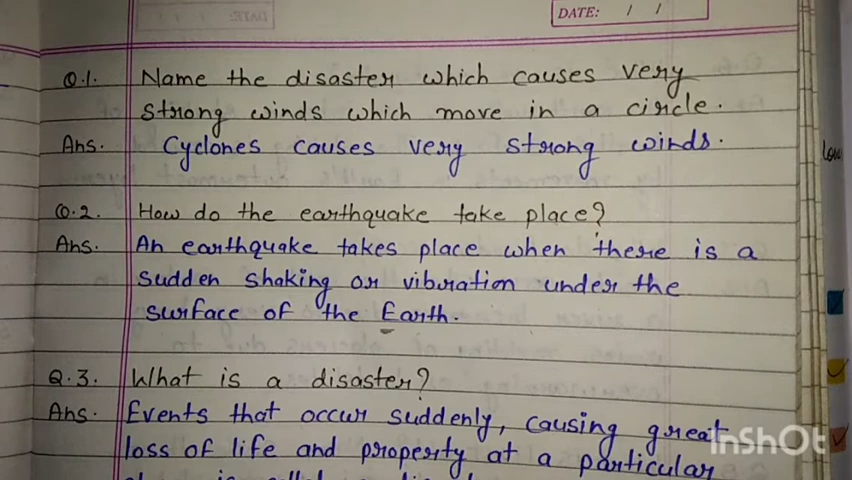 DATE: / /
Q.1. Name the disaster which causes very
strong winds which move in a circle.
Ans. Cyclones causes very strong winds.
Q.2. How do the earthquake take place?
Ans. An earthquake takes place when there is a
sudden shaking or vibration under the
surface of the Earth.
Q.3. What is a disaster?
Ans. Events that occur suddenly, causing great
loss of life and property at a particular
InShOt